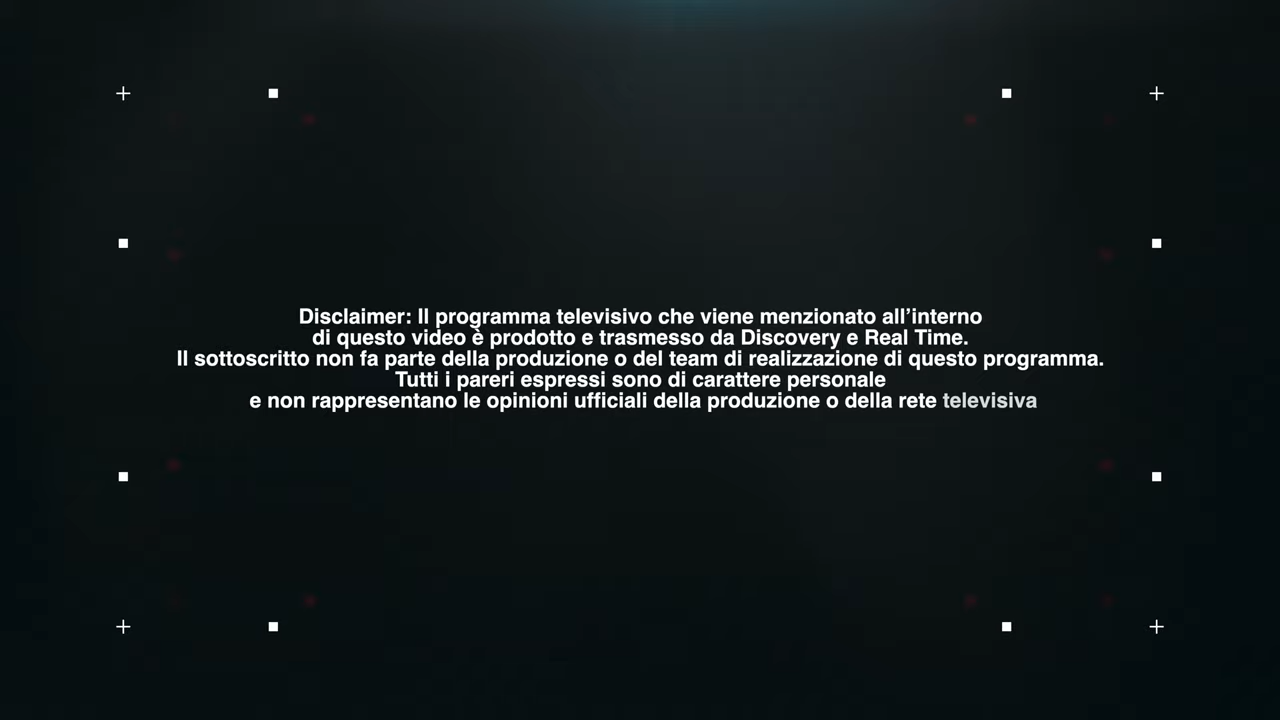 Disclaimer: Il programma televisivo che viene menzionato all’interno
di questo video è prodotto e trasmesso da Discovery e Real Time.
Il sottoscritto non fa parte della produzione o del team di realizzazione di questo programma.
Tutti i pareri espressi sono di carattere personale
e non rappresentano le opinioni ufficiali della produzione o della rete televisiva